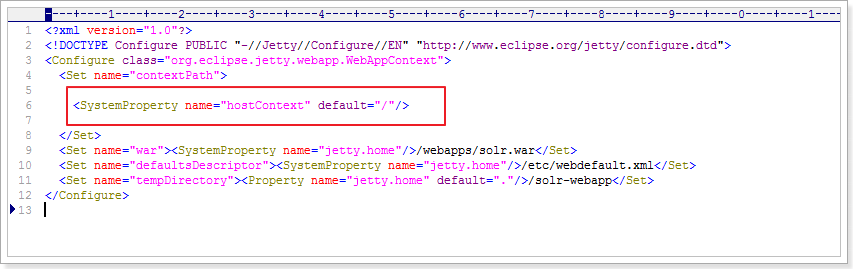 ----+----1----+----2----+----3----+----4----+----5----+----6----+----7----+----8----+----9----+----0----+----1----
1 <?xml version="1.0"?>
2 <!DOCTYPE Configure PUBLIC "-//Jetty//Configure//EN" "http://www.eclipse.org/jetty/configure.dtd">
3 <Configure class="org.eclipse.jetty.webapp.WebAppContext">
4 <Set name="contextPath">
5
6 <SystemProperty name="hostContext" default="/"/>
7
8 </Set>
9 <Set name="war"><SystemProperty name="jetty.home"/>/webapps/solr.war</Set>
10 <Set name="defaultsDescriptor"><SystemProperty name="jetty.home"/>/etc/webdefault.xml</Set>
11 <Set name="tempDirectory"><Property name="jetty.home" default="."/>/solr-webapp</Set>
12 </Configure>
13